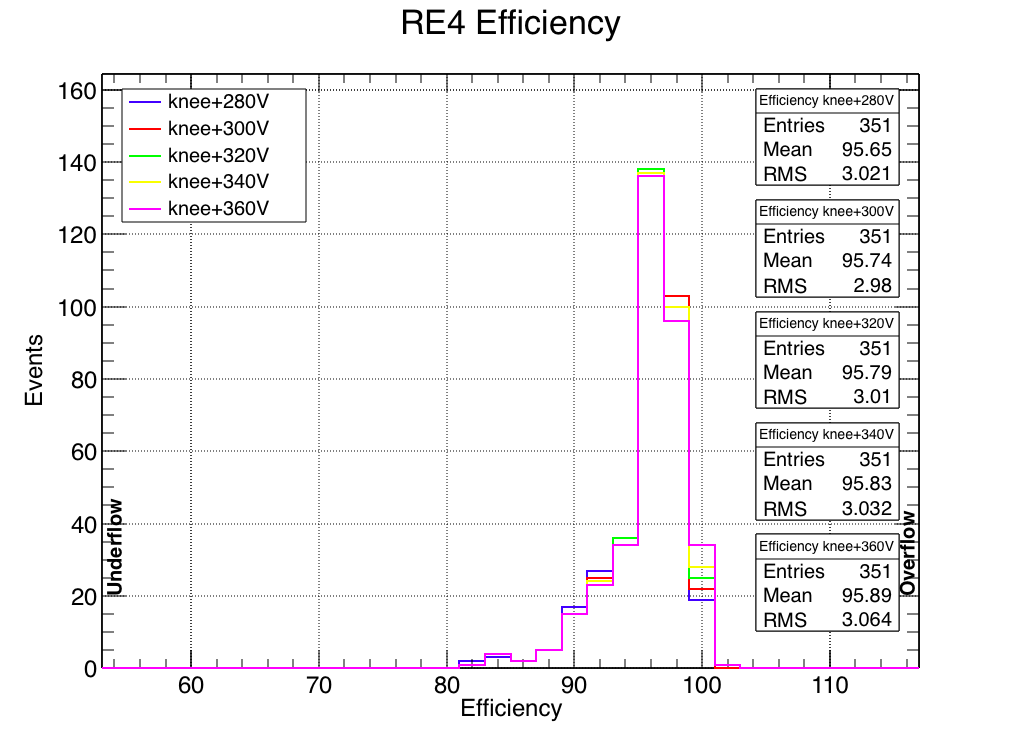 RE4 Efficiency
160
140
120
100
80
60
40
20
0
Events
knee+280V
knee+300V
knee+320V
knee+340V
knee+360V
Efficiency knee+280V
Entries 351
Mean 95.65
RMS 3.021
Efficiency knee+300V
Entries 351
Mean 95.74
RMS 2.98
Efficiency knee+320V
Entries 351
Mean 95.79
RMS 3.01
Efficiency knee+340V
Entries 351
Mean 95.83
RMS 3.032
Efficiency knee+360V
Entries 351
Mean 95.89
RMS 3.064
Underflow
Overflow
60 70 80 90 100 110
Efficiency